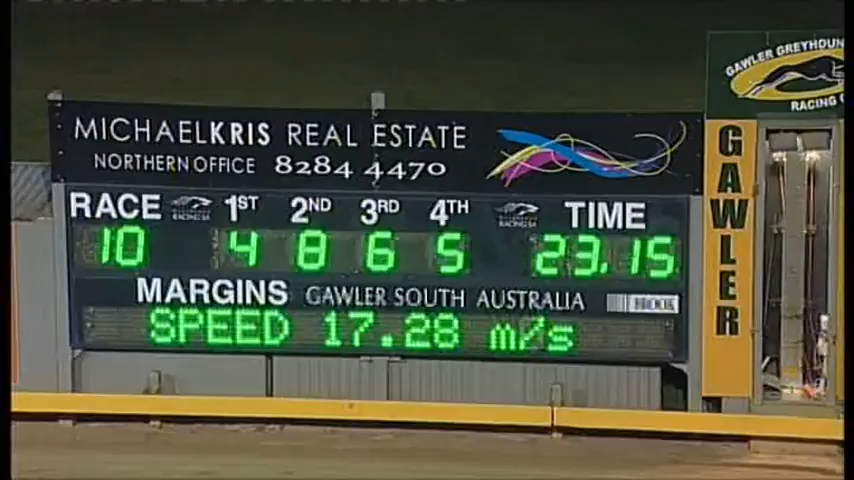 MICHAELKRIS REAL ESTATE
NORTHERN OFFICE 8284 4470
GAWLER GREYHOUN
RACING C
GAWLER
RACE 1ST 2ND 3RD 4TH TIME
10 4 8 6 5 23.15
MARGINS GAWLER SOUTH AUSTRALIA
SPEED 17.28 m/s